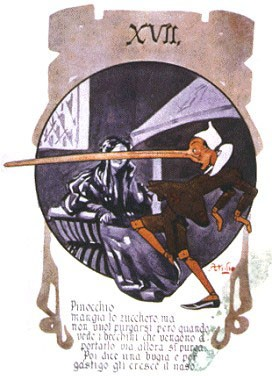 XVII.
Pinocchio
mangia lo zucchero, ma
non vuol purgarsi però quando
vede i becchini che vengono a
portarlo via, allora si purga.
Poi dice una bugia e per
gastigo gli cresce il naso.